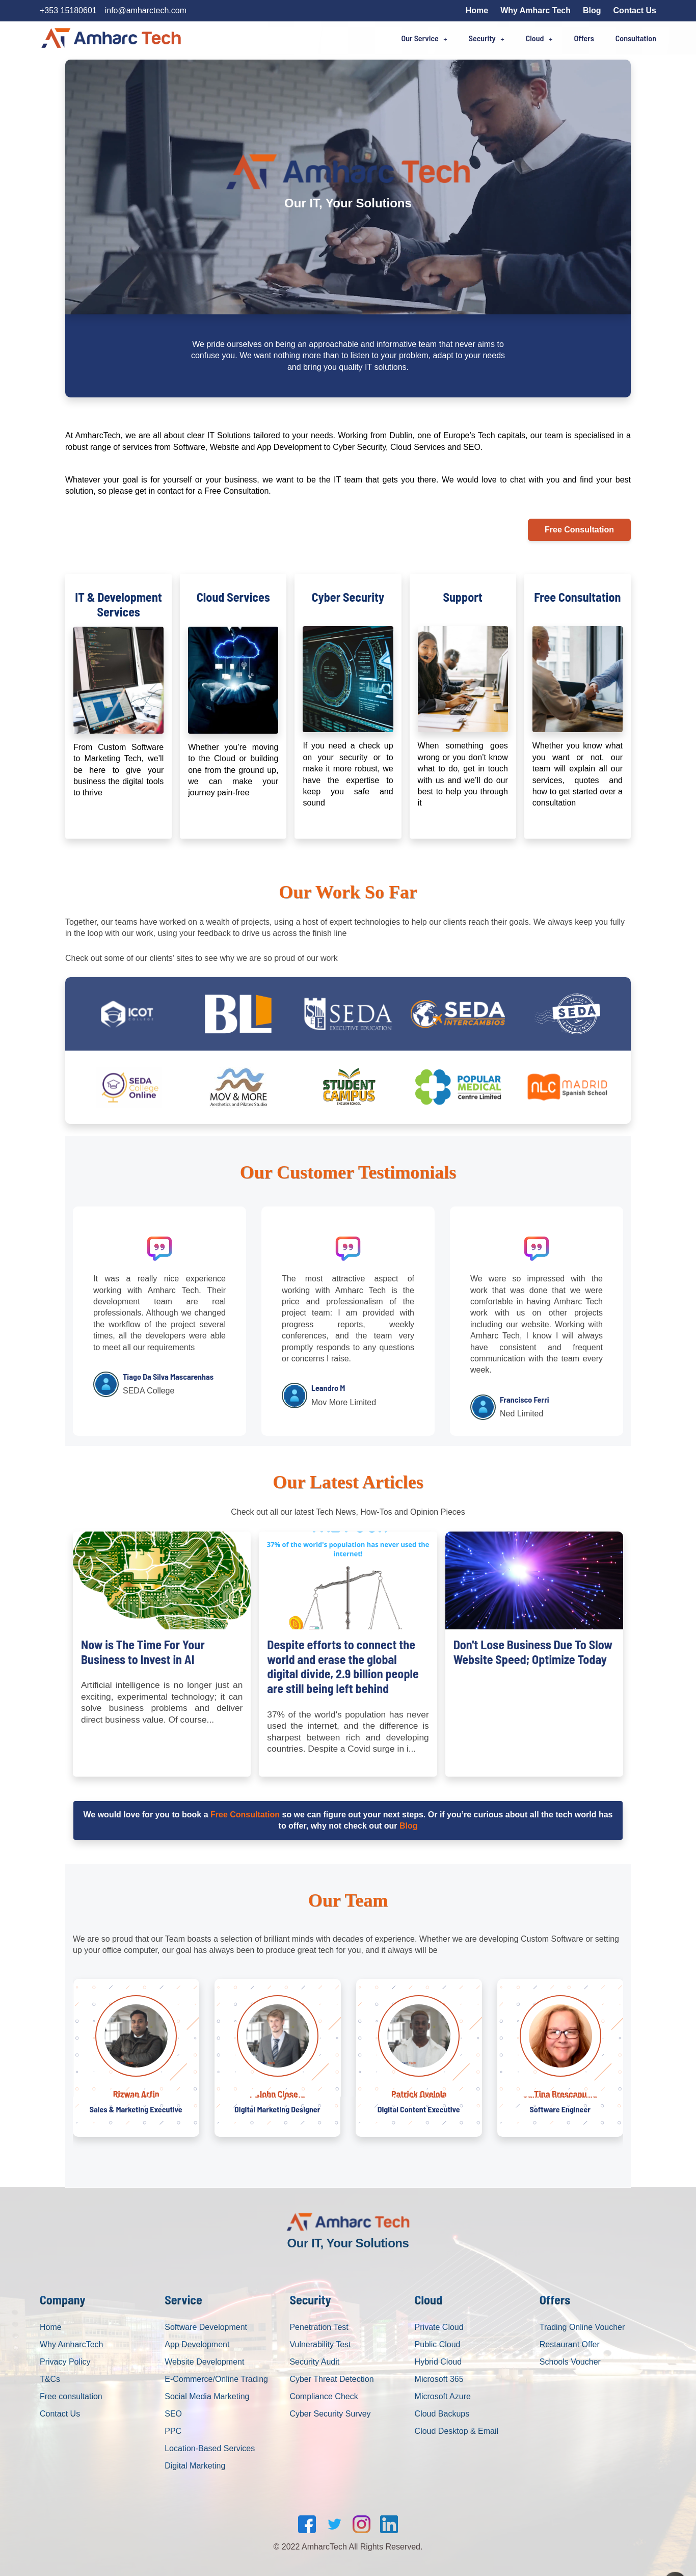 +353 15180601 info@amharctech.com
Home Why Amharc Tech Blog Contact Us
Amharc Tech
Our Service + Security + Cloud + Offers Consultation
Amharc Tech
Our IT, Your Solutions
We pride ourselves on being an approachable and informative team that never aims to
confuse you. We want nothing more than to listen to your problem, adapt to your needs
and bring you quality IT solutions.
At AmharcTech, we are all about clear IT Solutions tailored to your needs. Working from Dublin, one of Europe's Tech capitals, our team is specialised in a
robust range of services from Software, Website and App Development to Cyber Security, Cloud Services and SEO.
Whatever your goal is for yourself or your business, we want to be the IT team that gets you there. We would love to chat with you and find your best
solution, so please get in contact for a Free Consultation.
Free Consultation
IT & Development
Services
From Custom Software
to Marketing Tech, we'll
be here to give your
business the digital tools
to thrive
Cloud Services
Whether you're moving
to the Cloud or building
one from the ground up,
we can make your
journey pain-free
Cyber Security
If you need a check up
on your security or to
make it more robust, we
have the expertise to
keep you safe and
sound
Support
When something goes
wrong or you don't know
what to do, get in touch
with us and we'll do our
best to help you through
it
Free Consultation
Whether you know what
you want or not, our
team will explain all our
services, quotes and
how to get started over a
consultation
Our Work So Far
Together, our teams have worked on a wealth of projects, using a host of expert technologies to help our clients reach their goals. We always keep you fully
in the loop with our work, using your feedback to drive us across the finish line
Check out some of our clients' sites to see why we are so proud of our work
ICOT
COLLEGE
BL
SEDA
EXECUTIVE EDUCATION
SEDA
INTERCAMBIOS
SEDA
EXPERIENCE
SEDA
College
Online
MOV & MORE
Aesthetics and Pilates Studio
STUDENT
CAMPUS
ENGLISH SCHOOL
POPULAR
MEDICAL
Centre Limited
NLC
MADRID
Spanish School
Our Customer Testimonials
It was a really nice experience
working with Amharc Tech. Their
development team are real
professionals. Although we changed
the workflow of the project several
times, all the developers were able
to meet all our requirements
Tiago Da Silva Mascarenhas
SEDA College
The most attractive aspect of
working with Amharc Tech is the
price and professionalism of the
project team: I am provided with
progress reports, weekly
conferences, and the team very
promptly responds to any questions
or concerns I raise.
Leandro M
Mov More Limited
We were so impressed with the
work that was done that we were
comfortable in having Amharc Tech
work with us on other projects
including our website. Working with
Amharc Tech, I know I will always
have consistent and frequent
communication with the team every
week.
Francisco Ferri
Ned Limited
Our Latest Articles
Check out all our latest Tech News, How-Tos and Opinion Pieces
Now is The Time For Your
Business to Invest in AI
Artificial intelligence is no longer just an
exciting, experimental technology; it can
solve business problems and deliver
direct business value. Of course...
37% of the world's population has never used the
internet!
Despite efforts to connect the
world and erase the global
digital divide, 2.9 billion people
are still being left behind
37% of the world's population has never
used the internet, and the difference is
sharpest between rich and developing
countries. Despite a Covid surge in i...
Don't Lose Business Due To Slow
Website Speed; Optimize Today
We would love for you to book a Free Consultation so we can figure out your next steps. Or if you're curious about all the tech world has
to offer, why not check out our Blog
Our Team
We are so proud that our Team boasts a selection of brilliant minds with decades of experience. Whether we are developing Custom Software or setting
up your office computer, our goal has always been to produce great tech for you, and it always will be
Rizwan Arfin
Sales & Marketing Executive
John Close
Digital Marketing Designer
Patrick
Digital Content Executive
Tina
Software Engineer
Amharc Tech
Our IT, Your Solutions
Company
Home
Why AmharcTech
Privacy Policy
T&Cs
Free consultation
Contact Us
Service
Software Development
App Development
Website Development
E-Commerce/Online Trading
Social Media Marketing
SEO
PPC
Location-Based Services
Digital Marketing
Security
Penetration Test
Vulnerability Test
Security Audit
Cyber Threat Detection
Compliance Check
Cyber Security Survey
Cloud
Private Cloud
Public Cloud
Hybrid Cloud
Microsoft 365
Microsoft Azure
Cloud Backups
Cloud Desktop & Email
Offers
Trading Online Voucher
Restaurant Offer
Schools Voucher
© 2022 AmharcTech All Rights Reserved.